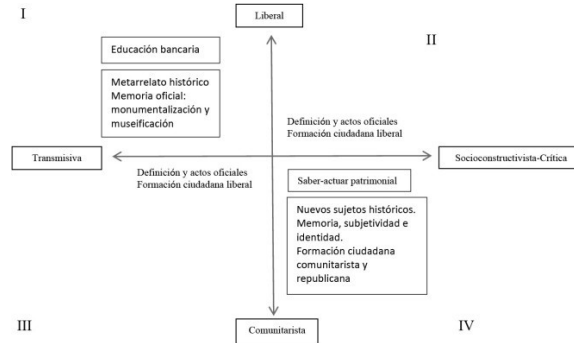 I
Liberal
II
Educación bancaria
Metarrelato histórico
Memoria oficial:
monumentalización y
museificación
Definición y actos oficiales
Formación ciudadana liberal
Transmisiva
Socioconstructivista-Crítica
Definición y actos oficiales
Formación ciudadana liberal
Saber-actuar patrimonial
Nuevos sujetos históricos.
Memoria, subjetividad e
identidad.
Formación ciudadana
comunitarista y
republicana
III
Comunitarista
IV